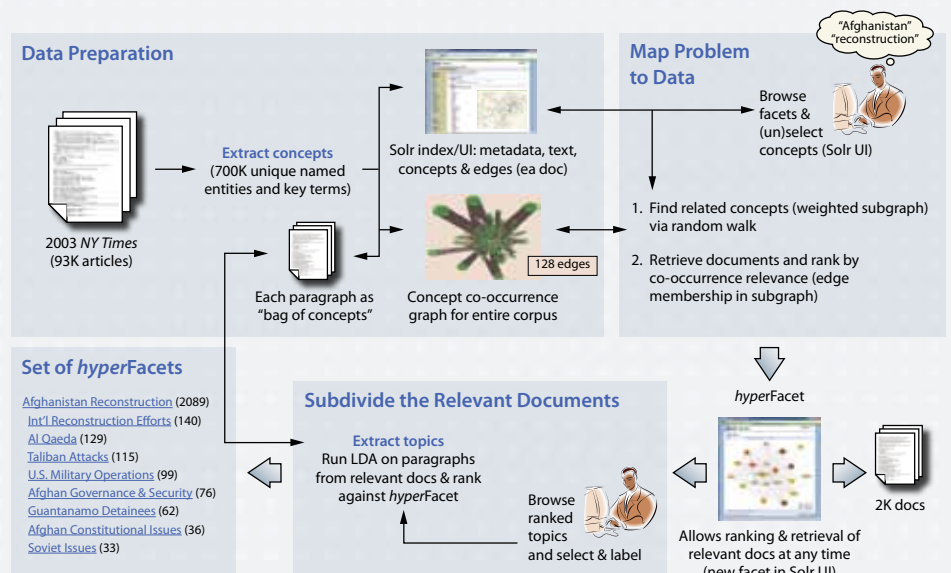 Data Preparation
2003 NY Times
(93K articles)
Extract concepts
(700K unique named
entities and key terms)
Each paragraph as
"bag of concepts"
Solr index/UI: metadata, text,
concepts & edges (ea doc)
128 edges
Concept co-occurrence
graph for entire corpus
Map Problem
to Data
"Afghanistan"
"reconstruction"
Browse
facets &
(un)select
concepts (Solr UI)
1. Find related concepts (weighted subgraph)
via random walk
2. Retrieve documents and rank by
co-occurrence relevance (edge
membership in subgraph)
hyperFacet
2K docs
Allows ranking & retrieval of
relevant docs at any time
(new facet in Solr UI)
Subdivide the Relevant Documents
Extract topics
Run LDA on paragraphs
from relevant docs & rank
against hyperFacet
Browse
ranked
topics
and select & label
Set of hyperFacets
Afghanistan Reconstruction (2089)
Int'l Reconstruction Efforts (140)
Al Qaeda (129)
Taliban Attacks (115)
U.S. Military Operations (99)
Afghan Governance & Security (76)
Guantanamo Detainees (62)
Afghan Constitutional Issues (36)
Soviet Issues (33)